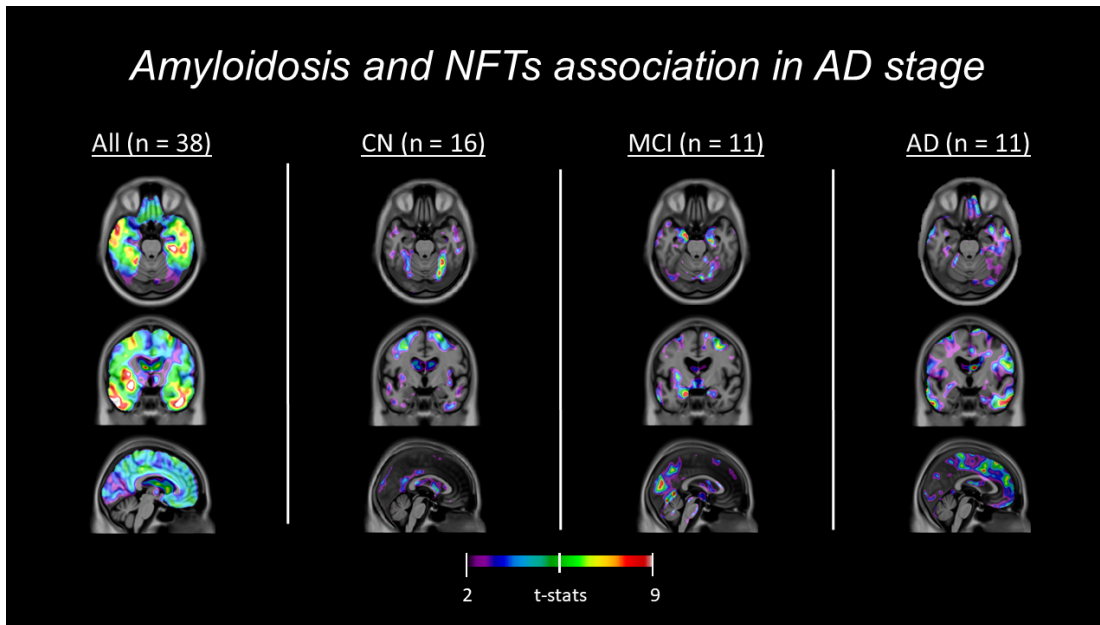 Amyloidosis and NFTs association in AD stage
All (n = 38)
CN (n = 16)
MCI (n = 11)
AD (n = 11)
2 t-stats 9